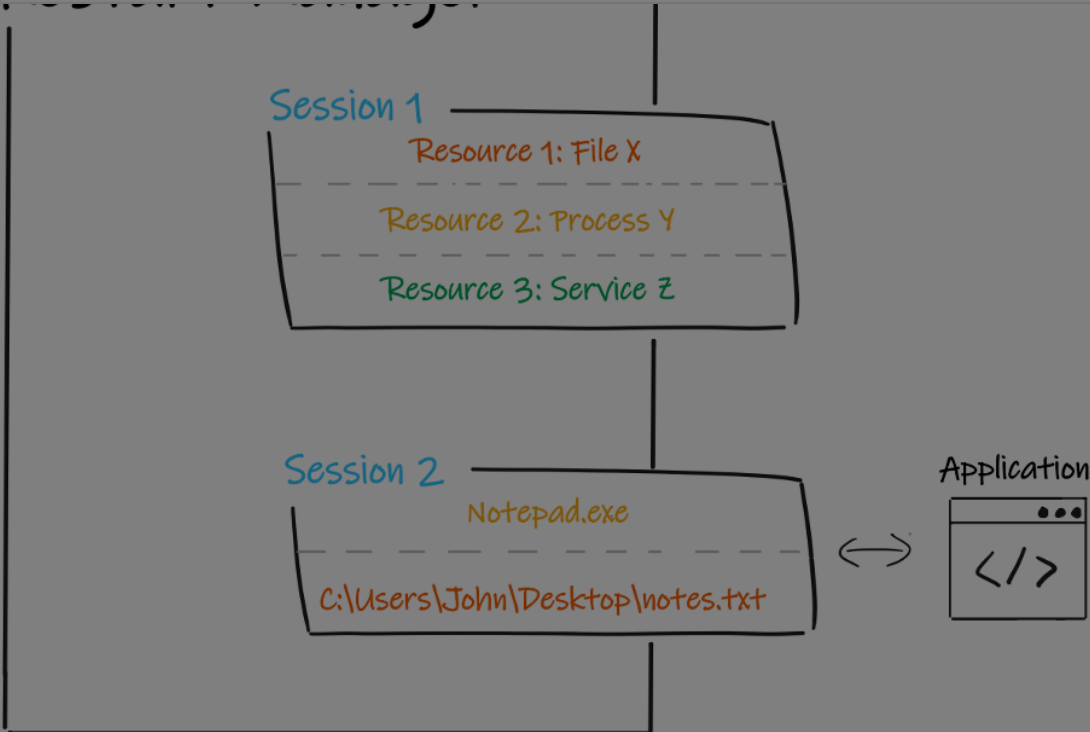 Session 1
Resource 1: File X
Resource 2: Process Y
Resource 3: Service Z
Session 2
Notepad.exe
Application
C:\Users\John\Desktop\notes.txt
</>